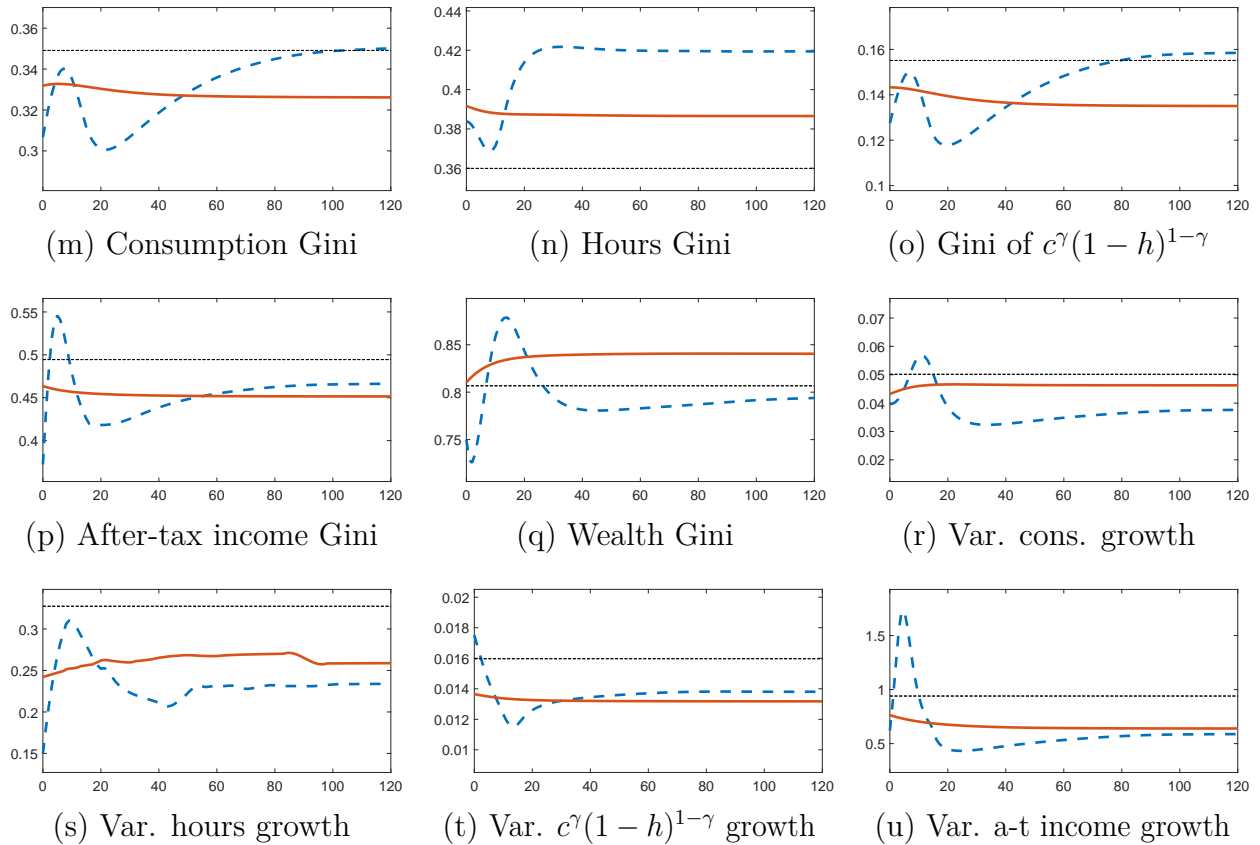 0.36
0.34
0.32
0.3
0 20 40 60 80 100 120
(m) Consumption Gini
0.42
0.4
0.38
0.36
0 20 40 60 80 100 120
(n) Hours Gini
0.16
0.14
0.12
0.1
0 20 40 60 80 100 120
(o) Gini of c^γ(1 − h)^{1−γ}
0.55
0.5
0.45
0.4
0 20 40 60 80 100 120
(p) After-tax income Gini
0.85
0.8
0.75
0 20 40 60 80 100 120
(q) Wealth Gini
0.07
0.06
0.05
0.04
0.03
0.02
0 20 40 60 80 100 120
(r) Var. cons. growth
0.3
0.25
0.2
0.15
0 20 40 60 80 100 120
(s) Var. hours growth
0.02
0.018
0.016
0.014
0.012
0.01
0 20 40 60 80 100 120
(t) Var. c^γ(1 − h)^{1−γ} growth
1.5
1
0.5
0 20 40 60 80 100 120
(u) Var. a-t income growth